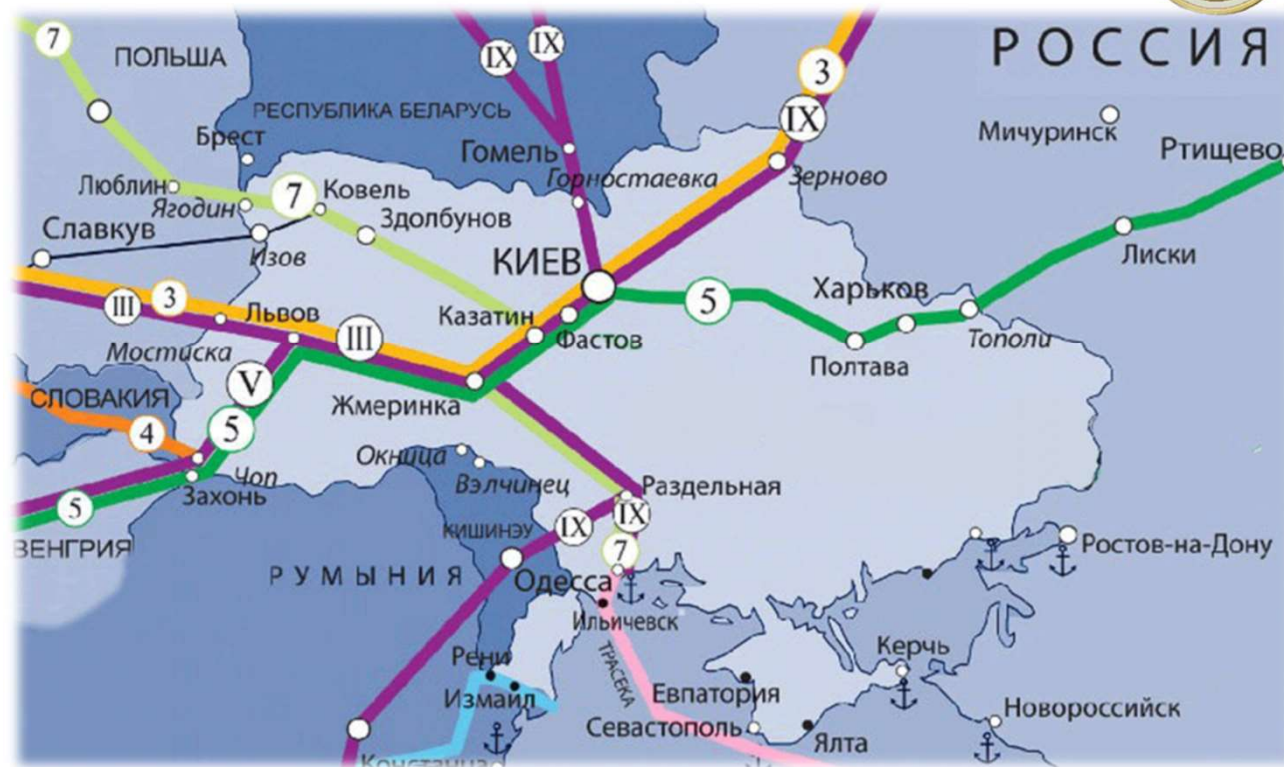 7
IX
IX
3
РОССИЯ
ПОЛЬША
РЕСПУБЛИКА БЕЛАРУСЬ
IX
Мичуринск
Брест
Гомель
Ртищево
Люблин
7
Ковель
Горностаевка
Зерново
Ягодин
Здолбунов
Славкув
Изов
КИЕВ
Лиски
III
3
Львов
Казатин
5
Харьков
Мостиска
III
Фастов
Тополи
Полтава
СЛОВАКИЯ
V
Жмеринка
4
5
Окница
Чоп
Вэлчинец
Раздельная
Захонь
5
IX
IX
КИШИНЭУ
ВЕНГРИЯ
7
Ростов-на-Дону
РУМЫНИЯ
Одесса
Ильичевск
ТРАСЕКА
Рени
Керчь
Измаил
Евпатория
Севастополь
Новороссийск
Ялта
Констанца